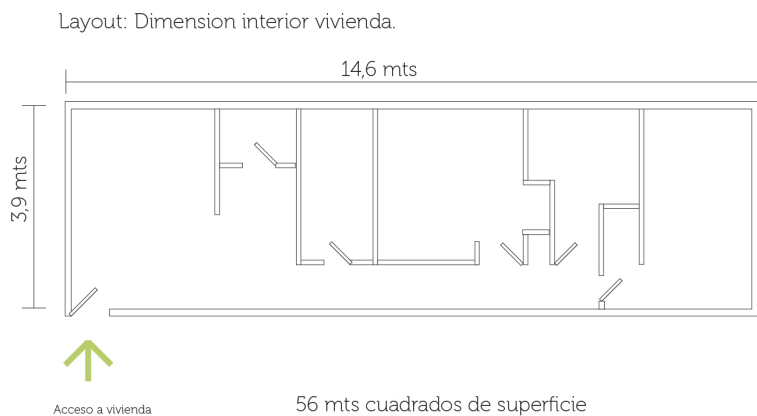 Layout: Dimension interior vivienda.
14,6 mts
3,9 mts
Acceso a vivienda
56 mts cuadrados de superficie